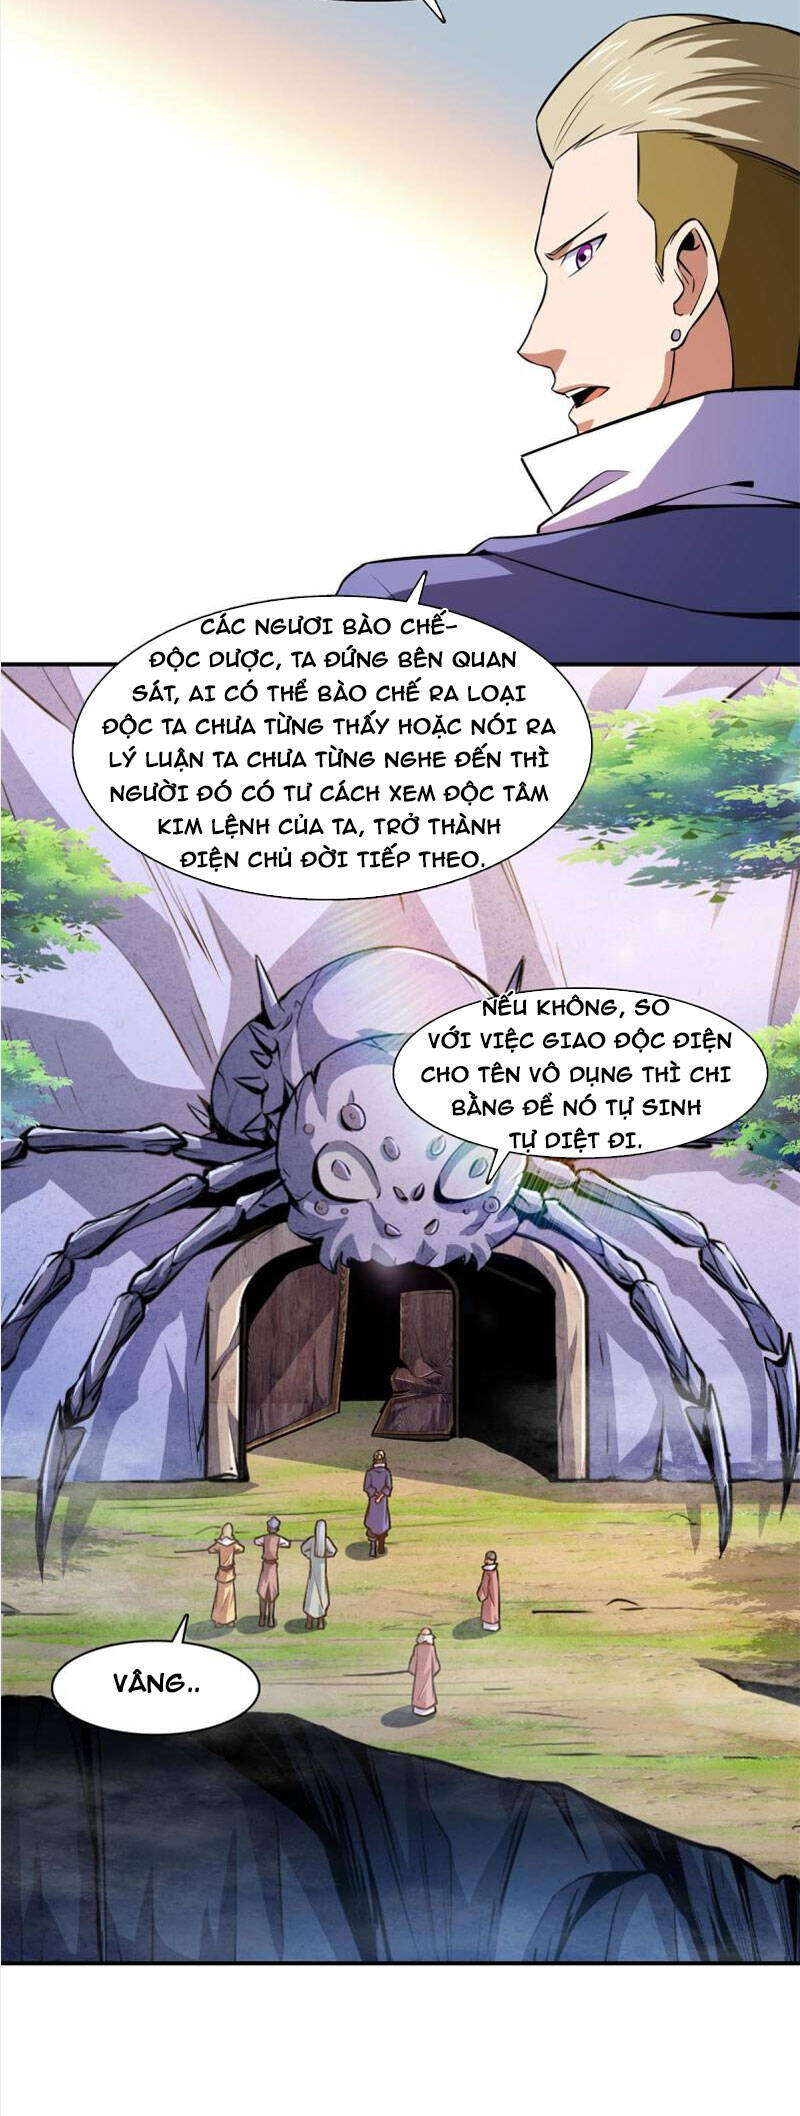 CÁC NGƯƠI BÀO CHẾ-
ĐỘC DƯỢC, TA ĐỨNG BÊN QUAN
SÁT, AI CÓ THỂ BÀO CHẾ RA LOẠI
ĐỘC TA CHƯA TỪNG THẤY HOẶC NÓI RA
LÝ LUẬN TA CHƯA TỪNG NGHE ĐẾN THÌ
NGƯỜI ĐÓ CÓ TƯ CÁCH XEM ĐỘC TÂM
KIM LỆNH CỦA TA, TRỞ THÀNH
ĐIỆN CHỦ ĐỜI TIẾP THEO.
NẾU KHÔNG, SO
VỚI VIỆC GIAO ĐỘC ĐIỆN
CHO TÊN VÔ DỤNG THÌ CHI
BẰNG ĐỂ NÓ TỰ SINH
TỰ DIỆT ĐI.
VÂNG..